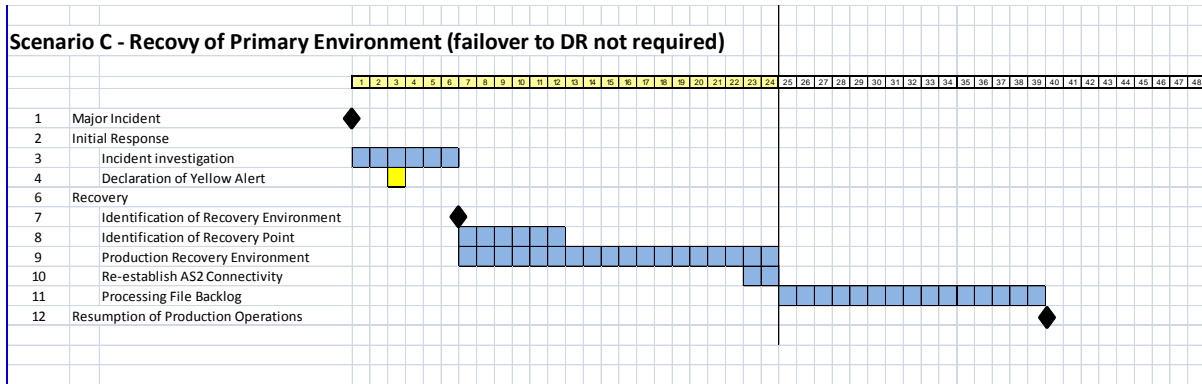 Scenario C - Recovy of Primary Environment (failover to DR not required)
1 2 3 4 5 6 7 8 9 10 11 12 13 14 15 16 17 18 19 20 21 22 23 24 25 26 27 28 29 30 31 32 33 34 35 36 37 38 39 40 41 42 43 44 45 46 47 48
1 Major Incident
2 Initial Response
3 Incident investigation
4 Declaration of Yellow Alert
6 Recovery
7 Identification of Recovery Environment
8 Identification of Recovery Point
9 Production Recovery Environment
10 Re-establish AS2 Connectivity
11 Processing File Backlog
12 Resumption of Production Operations